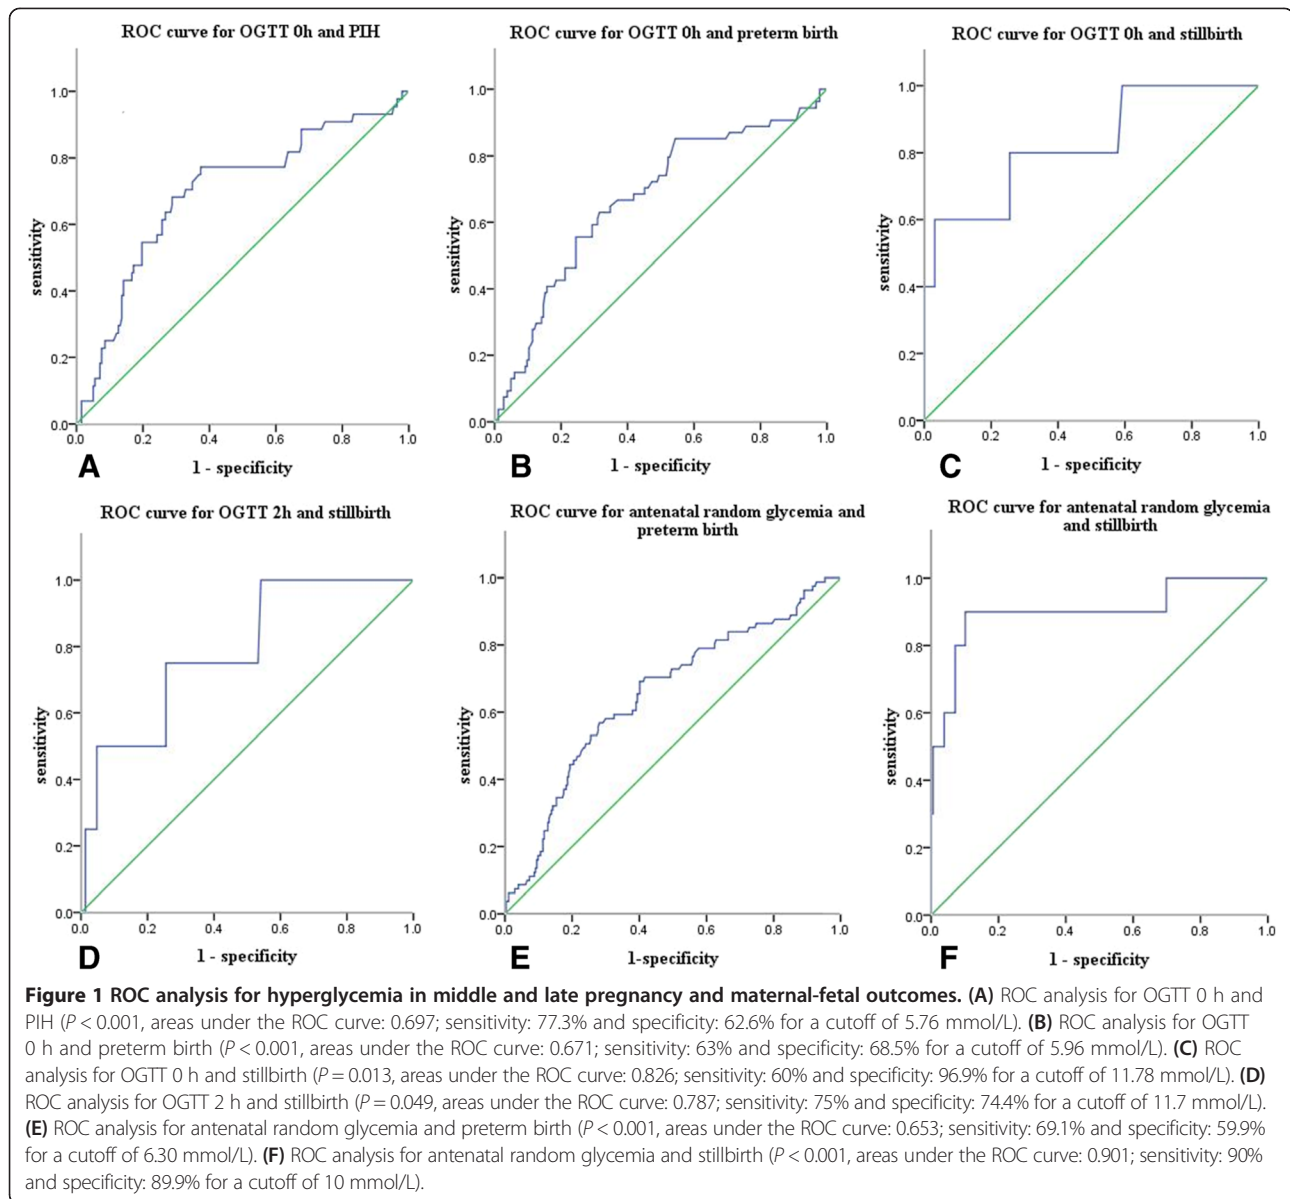 ROC curve for OGTT 0h and PIH
1.0
0.8
0.6
0.4
0.2
0.0
sensitivity
0.0 0.2 0.4 0.6 0.8 1.0
A
1 - specificity
ROC curve for OGTT 0h and preterm birth
1.0
0.8
0.6
0.4
0.2
0.0
sensitivity
0.0 0.2 0.4 0.6 0.8 1.0
B
1 - specificity
ROC curve for OGTT 0h and stillbirth
1.0
0.8
0.6
0.4
0.2
0.0
sensitivity
0.0 0.2 0.4 0.6 0.8 1.0
C
1 - specificity
ROC curve for OGTT 2h and stillbirth
1.0
0.8
0.6
0.4
0.2
0.0
sensitivity
0.0 0.2 0.4 0.6 0.8 1.0
D
1 - specificity
ROC curve for antenatal random glycemia and
preterm birth
1.0
0.8
0.6
0.4
0.2
0.0
sensitivity
0.0 0.2 0.4 0.6 0.8 1.0
E
1-specificity
ROC curve for antenatal random glycemia
and stillbirth
1.0
0.8
0.6
0.4
0.2
0.0
sensitivity
0.0 0.2 0.4 0.6 0.8 1.0
F
1 - specificity
Figure 1 ROC analysis for hyperglycemia in middle and late pregnancy and maternal-fetal outcomes. (A) ROC analysis for OGTT 0 h and
PIH (P < 0.001, areas under the ROC curve: 0.697; sensitivity: 77.3% and specificity: 62.6% for a cutoff of 5.76 mmol/L). (B) ROC analysis for OGTT
0 h and preterm birth (P < 0.001, areas under the ROC curve: 0.671; sensitivity: 63% and specificity: 68.5% for a cutoff of 5.96 mmol/L). (C) ROC
analysis for OGTT 0 h and stillbirth (P = 0.013, areas under the ROC curve: 0.826; sensitivity: 60% and specificity: 96.9% for a cutoff of 11.78 mmol/L). (D)
ROC analysis for OGTT 2 h and stillbirth (P = 0.049, areas under the ROC curve: 0.787; sensitivity: 75% and specificity: 74.4% for a cutoff of 11.7 mmol/L).
(E) ROC analysis for antenatal random glycemia and preterm birth (P < 0.001, areas under the ROC curve: 0.653; sensitivity: 69.1% and specificity: 59.9%
for a cutoff of 6.30 mmol/L). (F) ROC analysis for antenatal random glycemia and stillbirth (P < 0.001, areas under the ROC curve: 0.901; sensitivity: 90%
and specificity: 89.9% for a cutoff of 10 mmol/L).